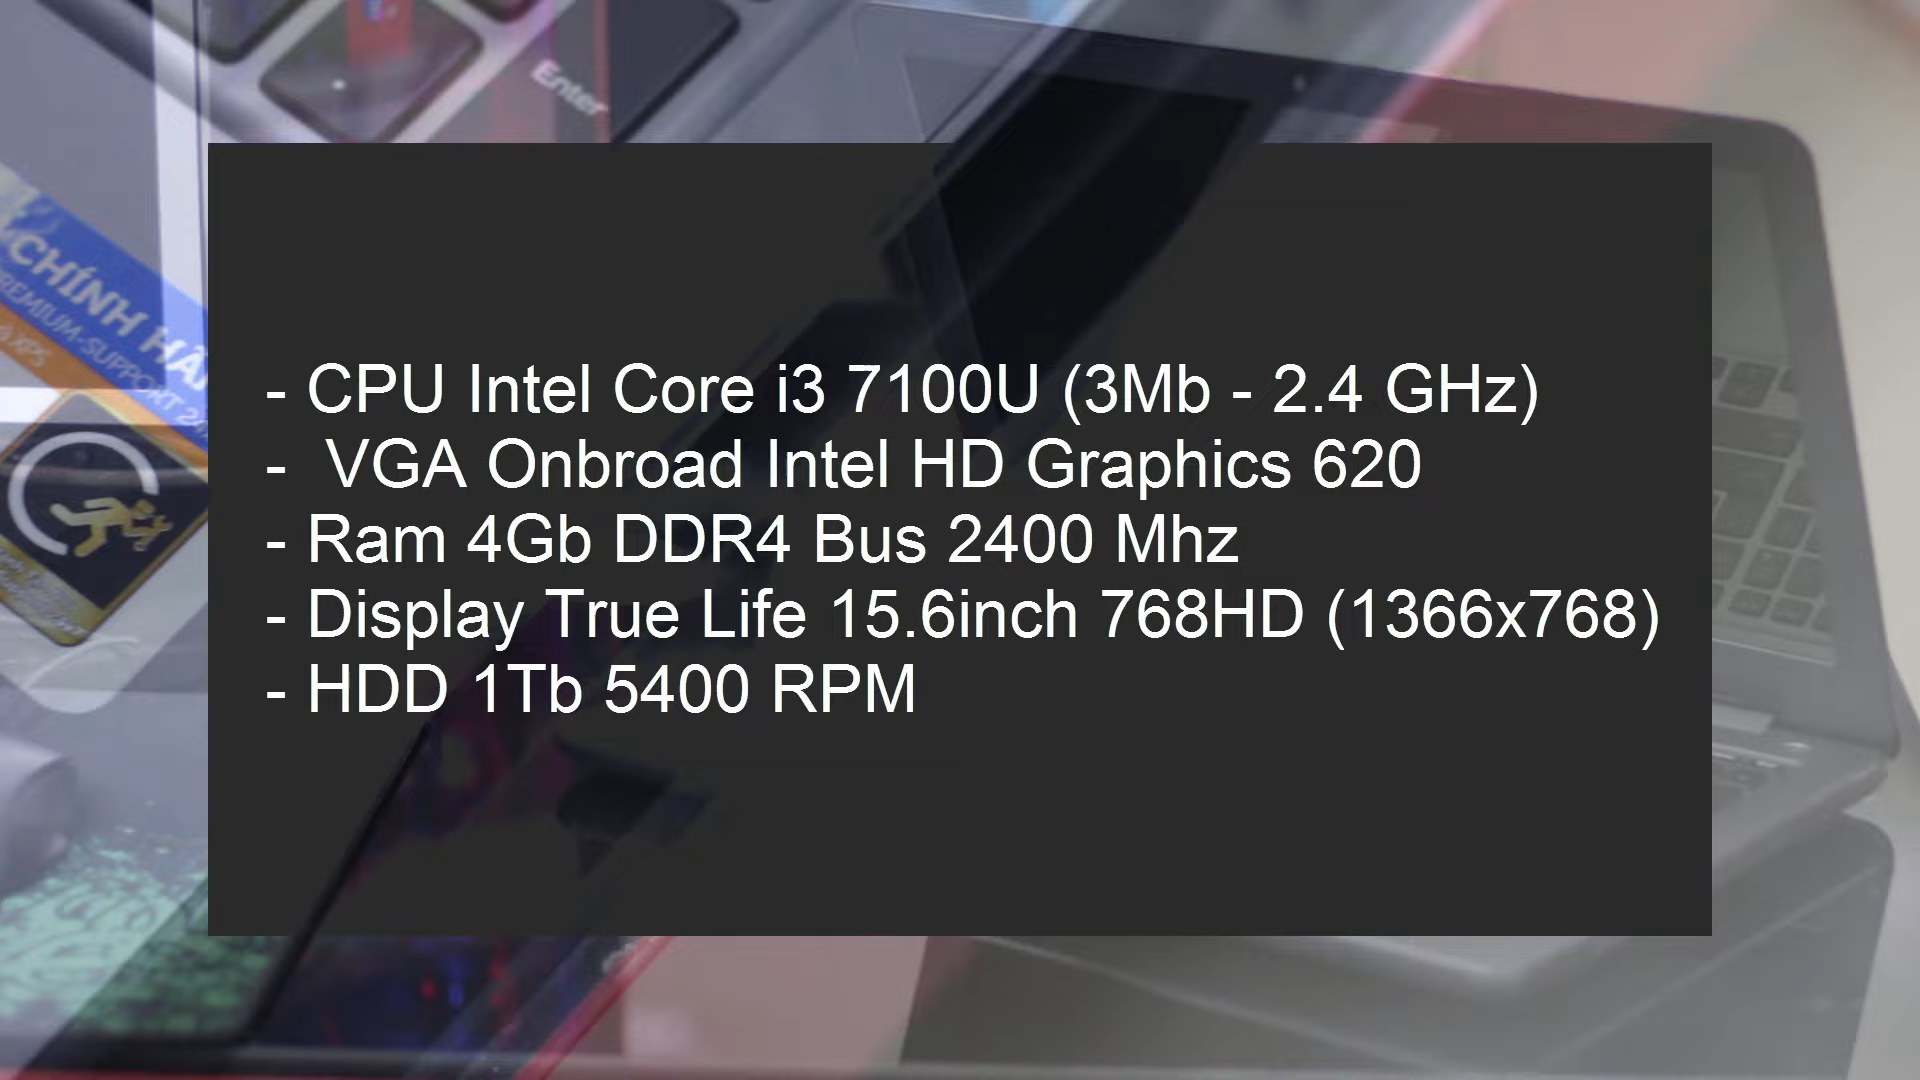 Enter
CHÍNH
PREMIUM-SUPPORT
XPS
- CPU Intel Core i3 7100U (3Mb - 2.4 GHz)
-  VGA Onbroad Intel HD Graphics 620
- Ram 4Gb DDR4 Bus 2400 Mhz
- Display True Life 15.6inch 768HD (1366x768)
- HDD 1Tb 5400 RPM